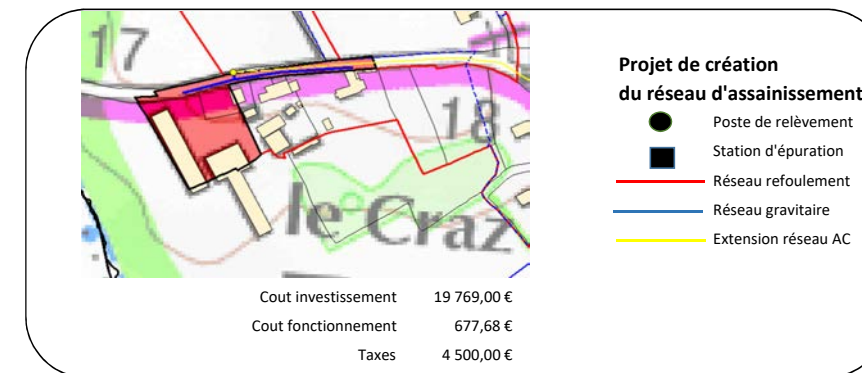 17
18
le Craz
Projet de création
du réseau d'assainissement
Poste de relèvement
Station d'épuration
Réseau refoulement
Réseau gravitaire
Extension réseau AC
Cout investissement 19 769,00 €
Cout fonctionnement 677,68 €
Taxes 4 500,00 €